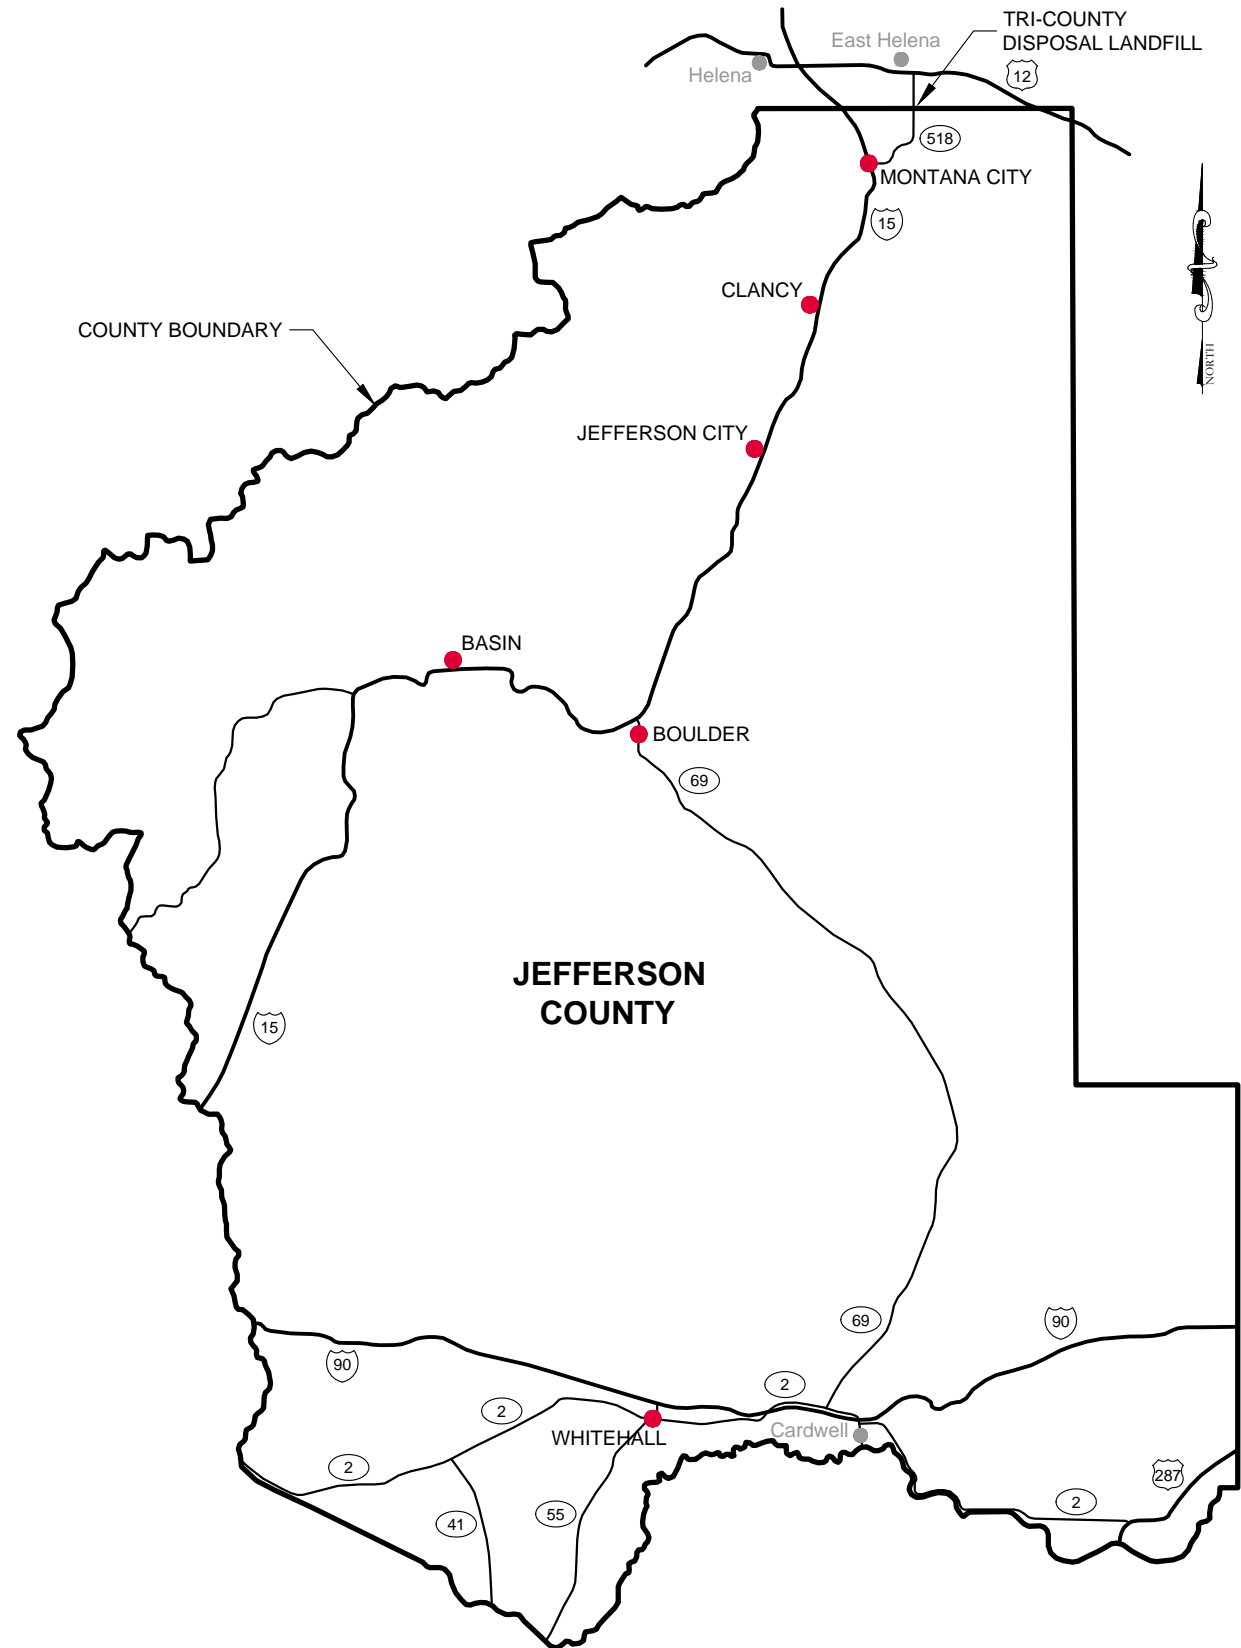 TRI-COUNTY
DISPOSAL LANDFILL
East Helena
Helena
12
518
MONTANA CITY
15
CLANCY
NORTH
COUNTY BOUNDARY
JEFFERSON CITY
BASIN
BOULDER
69
JEFFERSON
COUNTY
15
69
90
90
2
2
WHITEHALL
Cardwell
2
287
2
55
41